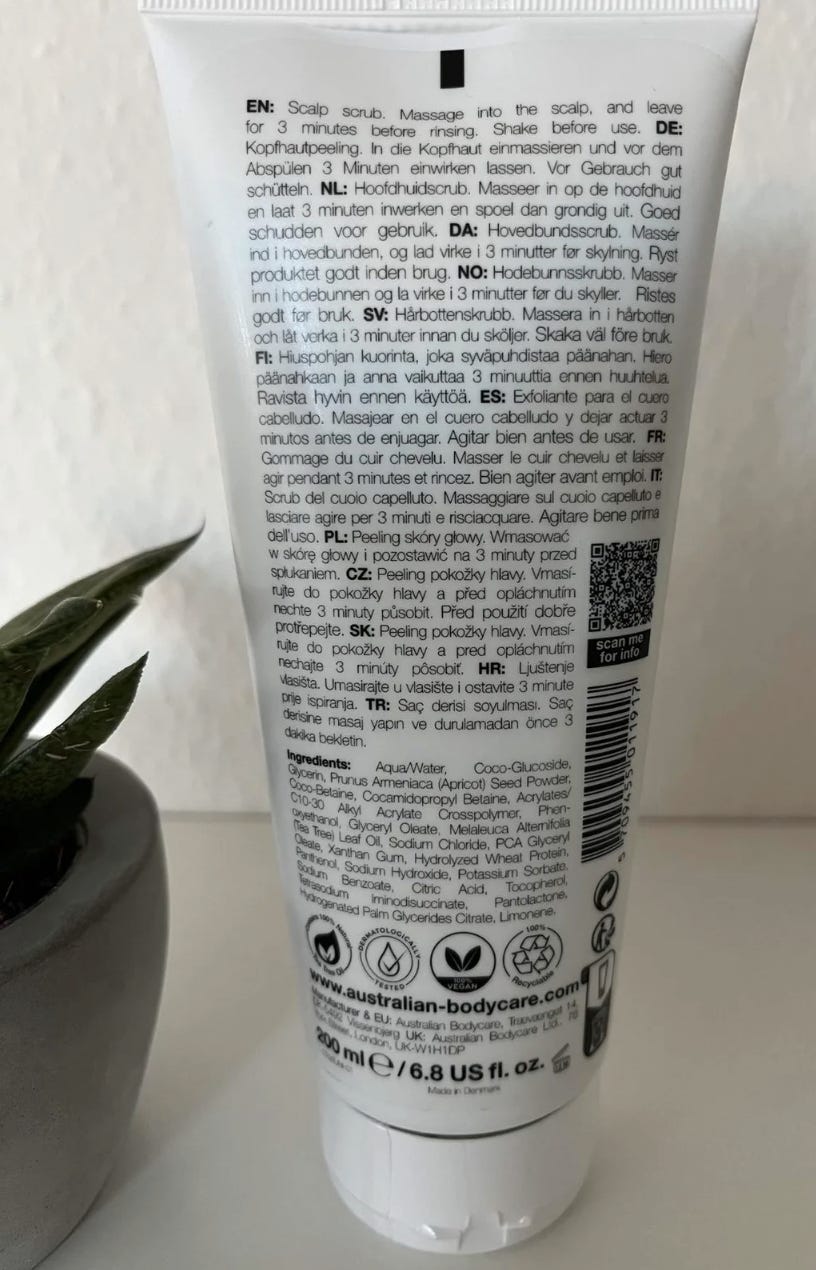 EN: Scalp scrub. Massage into the scalp, and leave
for 3 minutes before rinsing. Shake before use. DE:
Kopfhautpeeling. In die Kopfhaut einmassieren und vor dem
Abspülen 3 Minuten einwirken lassen. Vor Gebrauch gut
schütteln. NL: Hoofdhuidscrub. Masseer in op de hoofdhuid
en laat 3 minuten inwerken en spoel dan grondig uit. Goed
schudden voor gebruik. DA: Hovedbundsscrub. Massér
ind i hovedbunden, og lad virke i 3 minutter før skylning. Ryst
produktet godt inden brug. NO: Hodebunnsskrubb. Masser
inn i hodebunnen og la virke i 3 minutter før du skyller. Ristes
godt før bruk. SV: Hårbottenskrubb. Massera in i hårbotten
och låt verka i 3 minuter innan du sköljer. Skaka väl före bruk.
FI: Hiuspohjan kuorinta, joka syväpuhdistaa päänahan. Hiero
päänahkaan ja anna vaikuttaa 3 minuuttia ennen huuhtelua.
Ravista hyvin ennen käyttöä. ES: Exfoliante para el cuero
cabelludo. Masajear en el cuero cabelludo y dejar actuar 3
minutos antes de enjuagar. Agitar bien antes de usar. FR:
Gommage du cuir chevelu. Masser le cuir chevelu et laisser
agir pendant 3 minutes et rincez. Bien agiter avant emploi. IT:
Scrub del cuoio capelluto. Massaggiare sul cuoio capelluto e
lasciare agire per 3 minuti e risciacquare. Agitare bene prima
dell'uso. PL: Peeling skóry głowy. Wmasować
w skórę głowy i pozostawić na 3 minuty przed
spłukaniem. CZ: Peeling pokožky hlavy. Vmasí-
rujte do pokožky hlavy a před opláchnutím
nechte 3 minuty působit. Před použití dobře
protřepejte. SK: Peeling pokožky hlavy. Vmasí-
rujte do pokožky hlavy a pred opláchnutím
nechajte 3 minúty pôsobiť. HR: Ljuštenje
vlasišta. Umasirajte u vlasište i ostavite 3 minute
prije ispiranja. TR: Saç derisi soyulması. Saç
derisine masaj yapın ve durulamadan önce 3
dakika bekletin.
scan me
for info
Ingredients: Aqua/Water, Coco-Glucoside,
Glycerin, Prunus Armeniaca (Apricot) Seed Powder,
Coco-Betaine, Cocamidopropyl Betaine, Acrylates/
C10-30 Alkyl Acrylate Crosspolymer, Phen-
oxyethanol, Glyceryl Oleate, Melaleuca Alternifolia
(Tea Tree) Leaf Oil, Sodium Chloride, PCA Glyceryl
Oleate, Xanthan Gum, Hydrolyzed Wheat Protein,
Panthenol, Sodium Hydroxide, Potassium Sorbate,
Sodium Benzoate, Citric Acid, Tocopherol,
Tetrasodium Iminodisuccinate, Pantolactone,
Hydrogenated Palm Glycerides Citrate, Limonene.
5 709455 011917
100% Natural Tea Tree Oil
DERMATOLOGICALLY TESTED
100% VEGAN
100% Recyclable
www.australian-bodycare.com
Manufacturer & EU: Australian Bodycare, Travvænget 14,
DK-5492 Vissenbjerg UK: Australian Bodycare Ltd., 70
Street, London, UK-W1H1DP
200 ml e / 6.8 US fl. oz.
Made in Denmark